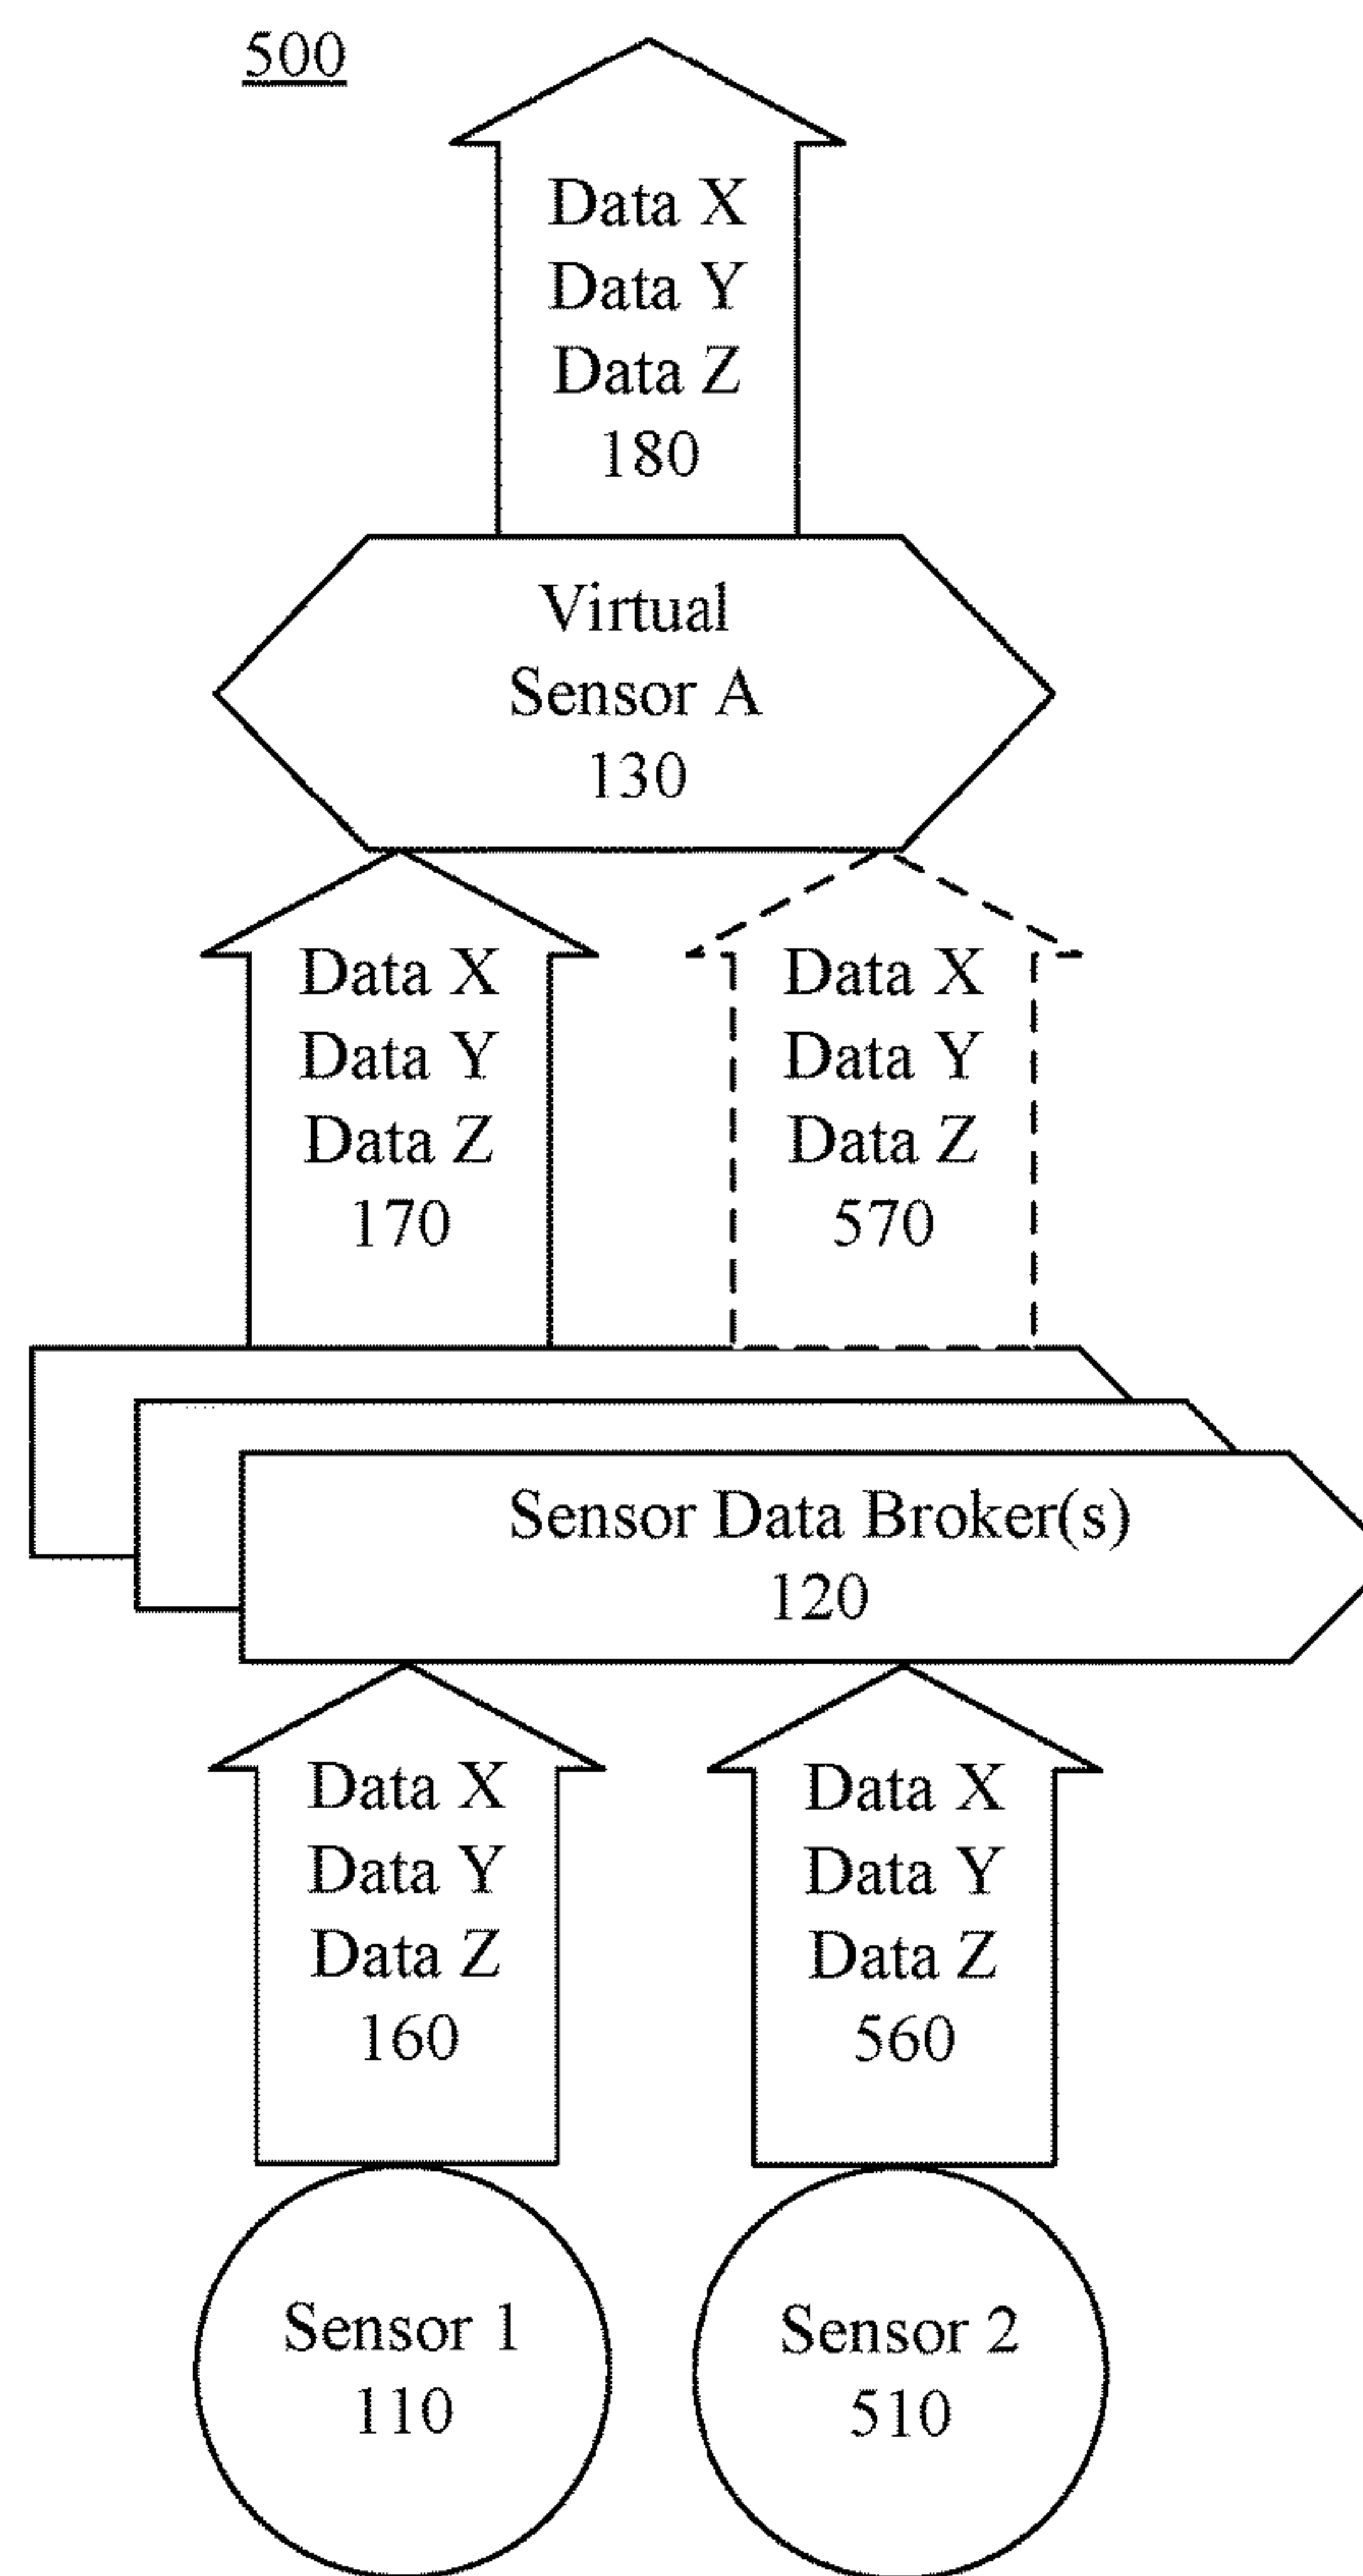 500
Data X
Data Y
Data Z
180
Virtual
Sensor A
130
Data X
Data Y
Data Z
170
Data X
Data Y
Data Z
570
Sensor Data Broker(s)
120
Data X
Data Y
Data Z
160
Data X
Data Y
Data Z
560
Sensor 1
110
Sensor 2
510